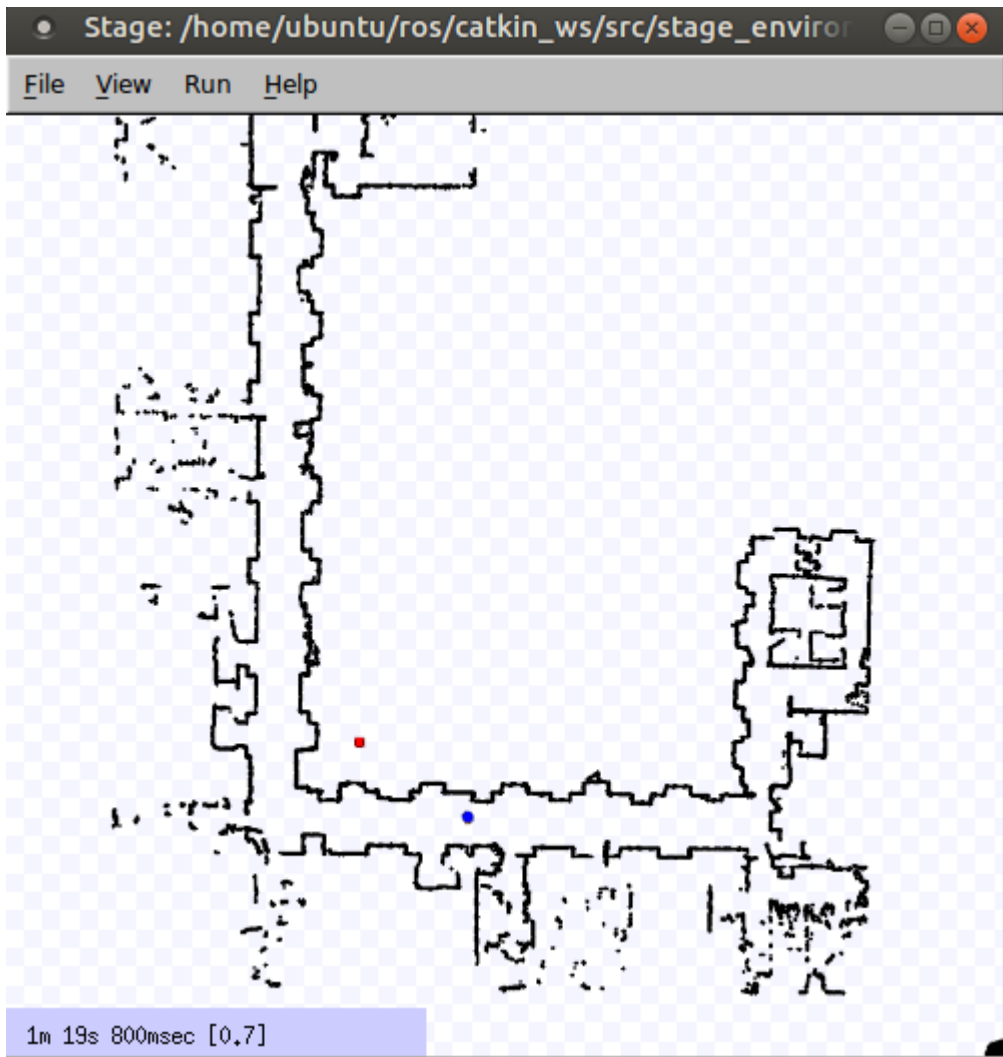 Stage: /home/ubuntu/ros/catkin_ws/src/stage_enviror
File View Run Help
1m 19s 800msec [0.7]